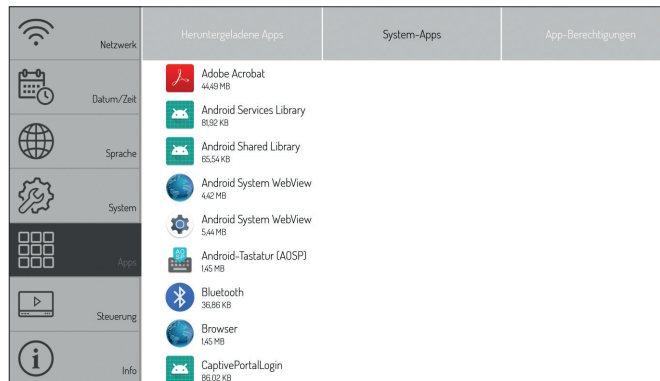 Netzwerk
Datum/Zeit
Sprache
System
Apps
Steuerung
Info
Heruntergeladene Apps
System-Apps
App-Berechtigungen
Adobe Acrobat
44,49 MB
Android Services Library
81,92 KB
Android Shared Library
65,54 KB
Android System WebView
4,42 MB
Android System WebView
5,44 MB
Android-Tastatur (AOSP)
1,45 MB
Bluetooth
36,86 KB
Browser
1,45 MB
CaptivePortalLogin
86,02 KB